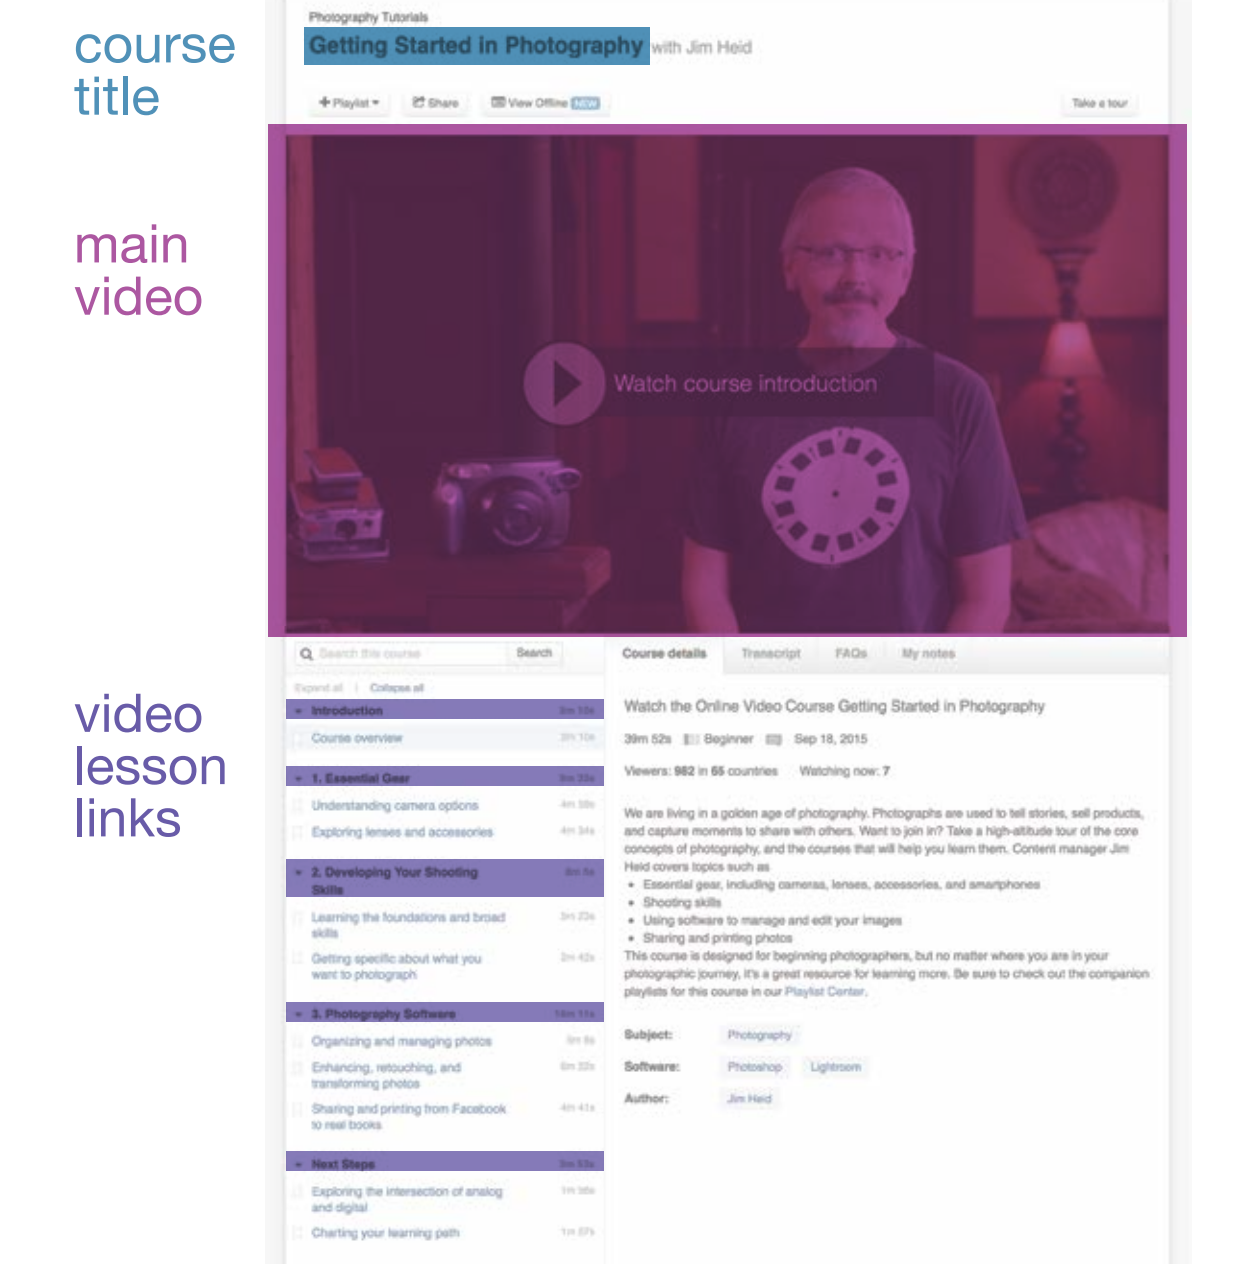 course
title
Photography Tutorials
Getting Started in Photography with Jim Heid
Playlist
Share
View Offline NEW
Take a tour
main
video
Watch course introduction
Search this course
Search
Course details
Transcript
FAQs
My notes
Expand all | Collapse all
video
lesson
links
Introduction
Course overview
1. Essential Gear
Understanding camera options
Exploring lenses and accessories 4m 34s
2. Developing Your Shooting
Skills
Learning the foundations and broad
skills
Getting specific about what you 2m 42s
want to photograph
3. Photography Software 14m 11s
Organizing and managing photos
Enhancing, retouching, and
transforming photos
Sharing and printing from Facebook 4m 41s
to real books
Next Steps
Exploring the intersection of analog
and digital
Charting your learning path 1m 57s
Watch the Online Video Course Getting Started in Photography
39m 52s Beginner Sep 18, 2015
Viewers: 982 in 65 countries Watching now: 7
We are living in a golden age of photography. Photographs are used to tell stories, sell products,
and capture moments to share with others. Want to join in? Take a high-altitude tour of the core
concepts of photography, and the courses that will help you learn them. Content manager Jim
Heid covers topics such as
• Essential gear, including cameras, lenses, accessories, and smartphones
• Shooting skills
• Using software to manage and edit your images
• Sharing and printing photos
This course is designed for beginning photographers, but no matter where you are in your
photographic journey, it's a great resource for learning more. Be sure to check out the companion
playlists for this course in our Playlist Center.
Subject: Photography
Software: Photoshop Lightroom
Author: Jim Heid